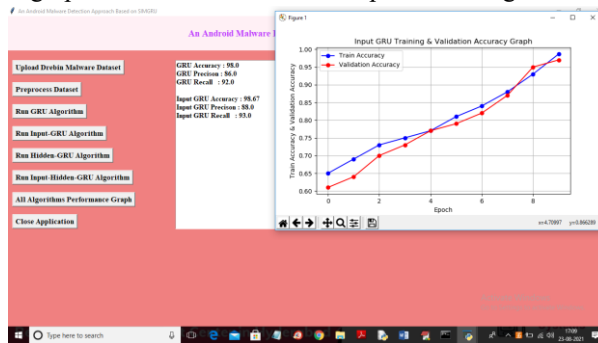 An Android Malware Detection Approach Based on SIMGRU
An Android Malware
Upload Drebin Malware Dataset
Preprocess Dataset
Run GRU Algorithm
Run Input-GRU Algorithm
Run Hidden-GRU Algorithm
Run Input-Hidden-GRU Algorithm
All Algorithms Performance Graph
Close Application
GRU Accuracy : 98.0
GRU Precison : 86.0
GRU Recall : 92.0
Input GRU Accuracy : 98.67
Input GRU Precison : 88.0
Input GRU Recall : 93.0
Figure 1
Input GRU Training & Validation Accuracy Graph
Train Accuracy
Validation Accuracy
Train Accuracy & Validation Accuracy
1.00
0.95
0.90
0.85
0.80
0.75
0.70
0.65
0.60
0 2 4 6 8
Epoch
x=4.70997 y=0.866289
Type here to search
17:09
23-08-2021